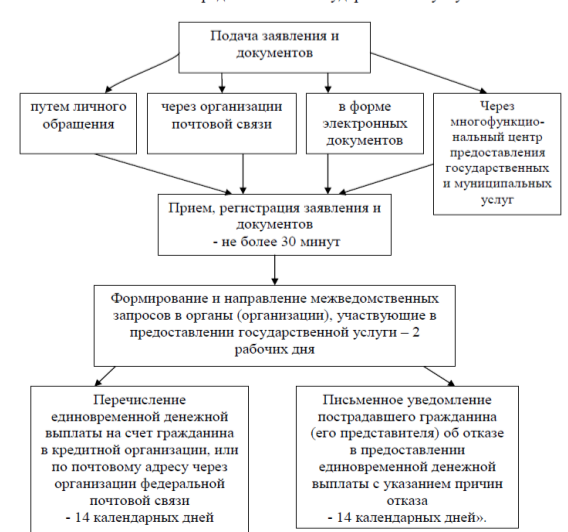 Подача заявления и
документов
путем личного
обращения
через организации
почтовой связи
в форме
электронных
документов
Через
многофункцио-
нальный центр
предоставления
государственных
и муниципальных
услуг
Прием, регистрация заявления и
документов
- не более 30 минут
Формирование и направление межведомственных
запросов в органы (организации), участвующие в
предоставлении государственной услуги – 2
рабочих дня
Перечисление
единовременной денежной
выплаты на счет гражданина
в кредитной организации, или
по почтовому адресу через
организации федеральной
почтовой связи
- 14 календарных дней
Письменное уведомление
пострадавшего гражданина
(его представителя) об отказе
в предоставлении
единовременной денежной
выплаты с указанием причин
отказа
- 14 календарных дней».